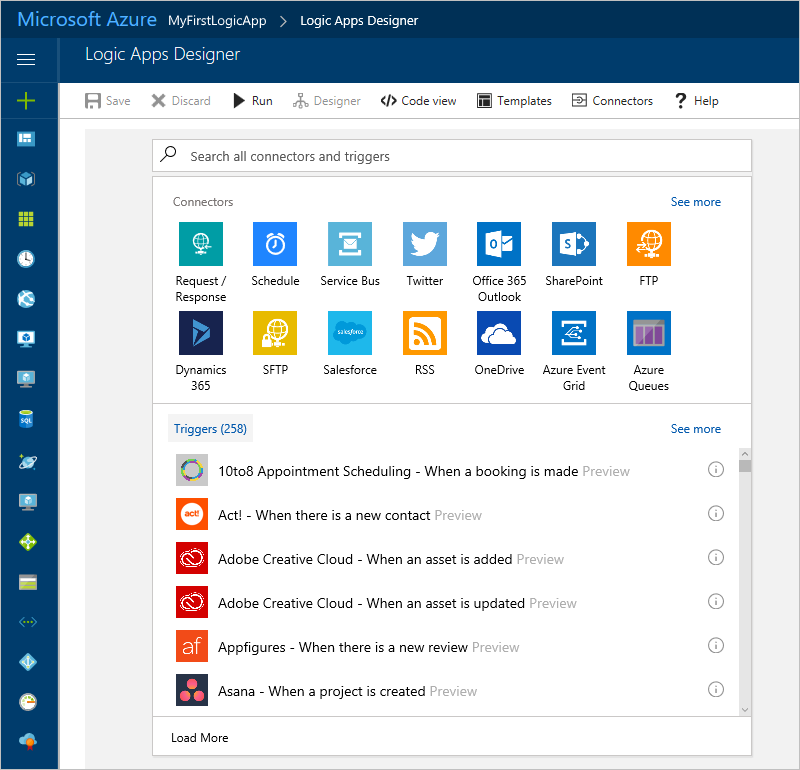 Microsoft Azure MyFirstLogicApp > Logic Apps Designer
Logic Apps Designer
Save Discard Run Designer Code view Templates Connectors Help
Search all connectors and triggers
Connectors See more
Request / Response
Schedule
Service Bus
Twitter
Office 365 Outlook
SharePoint
FTP
Dynamics 365
SFTP
salesforce
Salesforce
RSS
OneDrive
Azure Event Grid
Azure Queues
Triggers (258) See more
10to8 Appointment Scheduling - When a booking is made Preview
act!
Act! - When there is a new contact Preview
Adobe Creative Cloud - When an asset is added Preview
Adobe Creative Cloud - When an asset is updated Preview
af
Appfigures - When there is a new review Preview
Asana - When a project is created Preview
Load More
SQL